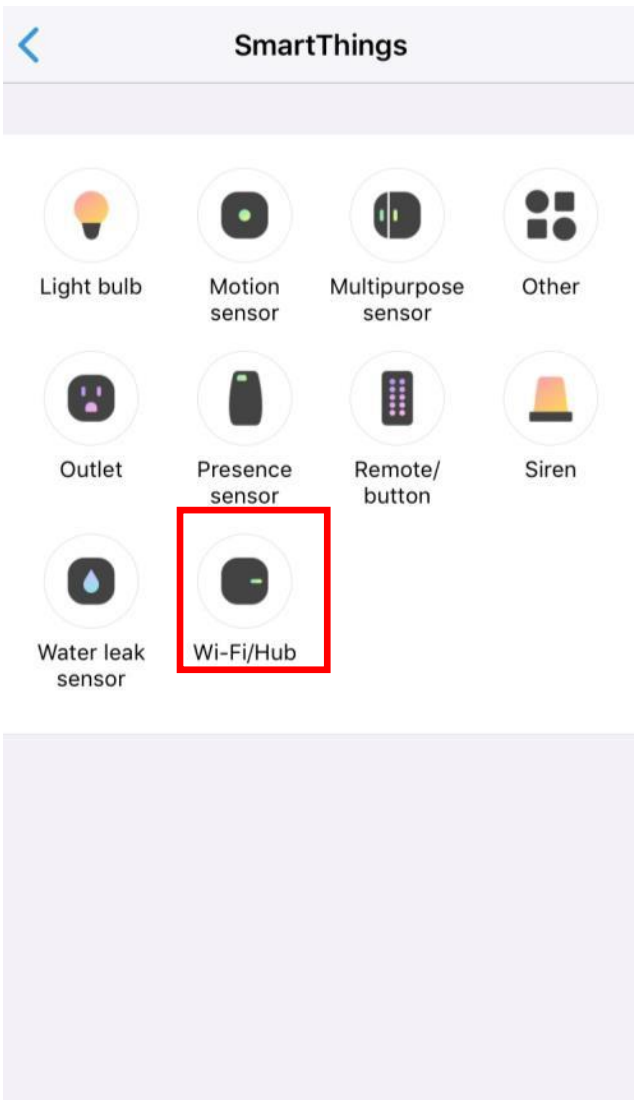 SmartThings
Light bulb
Motion
sensor
Multipurpose
sensor
Other
Outlet
Presence
sensor
Remote/
button
Siren
Water leak
sensor
Wi-Fi/Hub